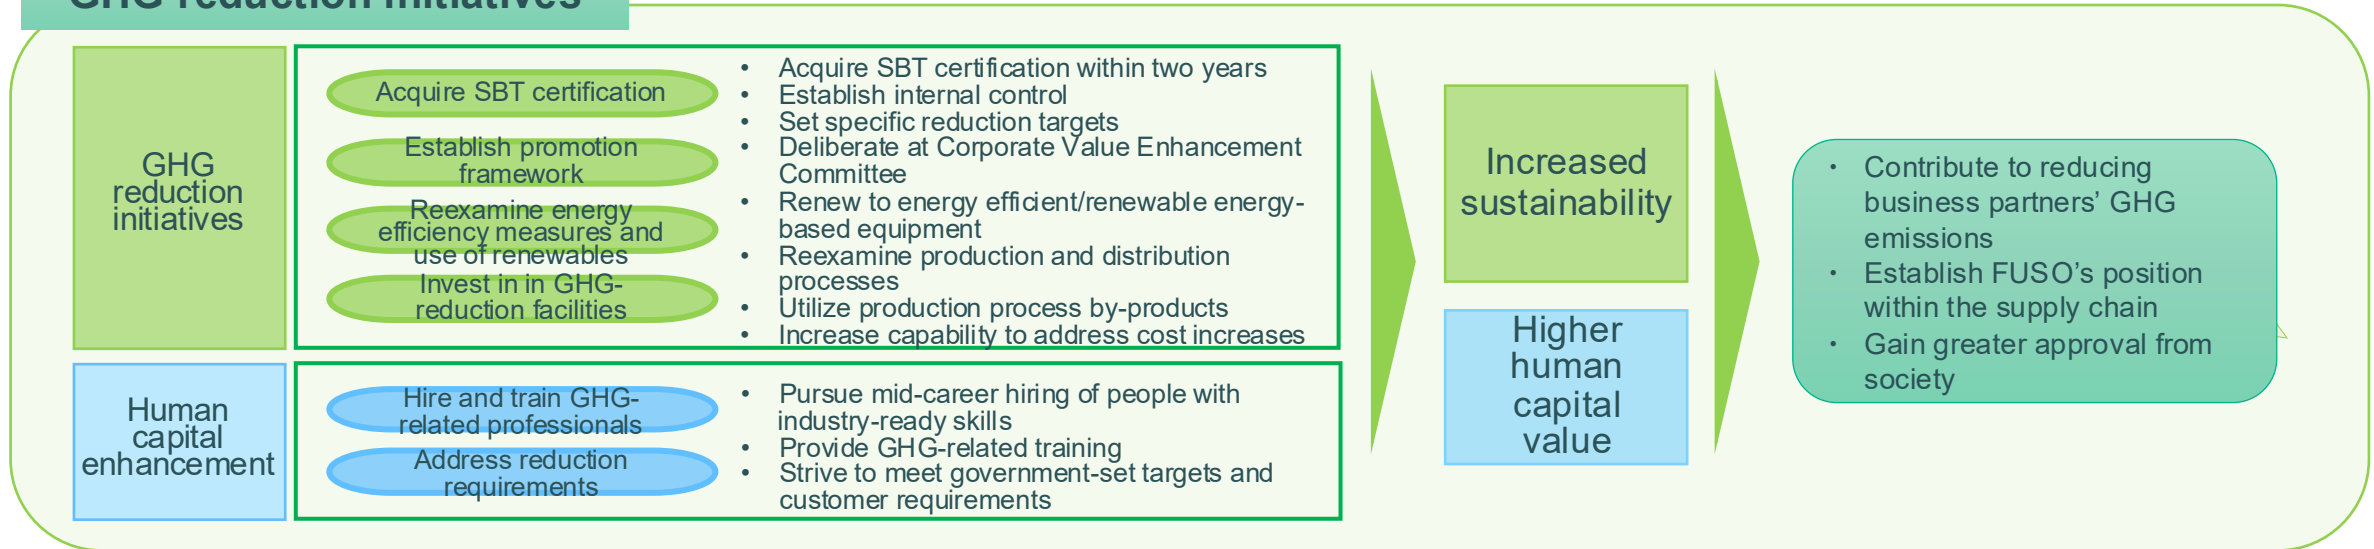 GHG reduction initiatives
GHG
reduction
initiatives
Acquire SBT certification
Establish promotion
framework
Reexamine energy
efficiency measures and
use of renewables
Invest in in GHG-
reduction facilities
• Acquire SBT certification within two years
• Establish internal control
• Set specific reduction targets
• Deliberate at Corporate Value Enhancement
Committee
• Renew to energy efficient/renewable energy-
based equipment
• Reexamine production and distribution
processes
• Utilize production process by-products
• Increase capability to address cost increases
Human
capital
enhancement
Hire and train GHG-
related professionals
Address reduction
requirements
• Pursue mid-career hiring of people with
industry-ready skills
• Provide GHG-related training
• Strive to meet government-set targets and
customer requirements
Increased
sustainability
Higher
human
capital
value
• Contribute to reducing
business partners’ GHG
emissions
• Establish FUSO’s position
within the supply chain
• Gain greater approval from
society